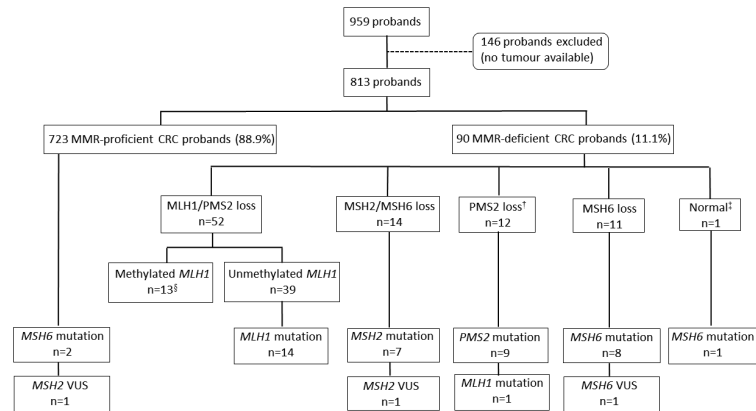 959 probands
146 probands excluded
(no tumour available)
813 probands
723 MMR-proficient CRC probands (88.9%)
90 MMR-deficient CRC probands (11.1%)
MLH1/PMS2 loss
n=52
MSH2/MSH6 loss
n=14
PMS2 loss†
n=12
MSH6 loss
n=11
Normal‡
n=1
Methylated MLH1
n=13§
Unmethylated MLH1
n=39
MSH6 mutation
n=2
MLH1 mutation
n=14
MSH2 mutation
n=7
PMS2 mutation
n=9
MSH6 mutation
n=8
MSH6 mutation
n=1
MSH2 VUS
n=1
MSH2 VUS
n=1
MLH1 mutation
n=1
MSH6 VUS
n=1